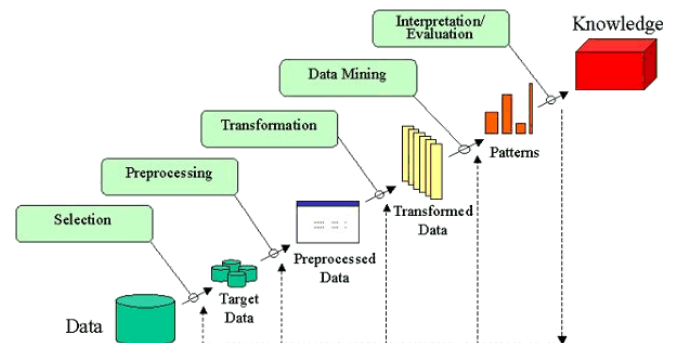 Interpretation/
Evaluation
Knowledge
Data Mining
Transformation
Patterns
Preprocessing
Transformed
Data
Selection
Preprocessed
Data
Target
Data
Data